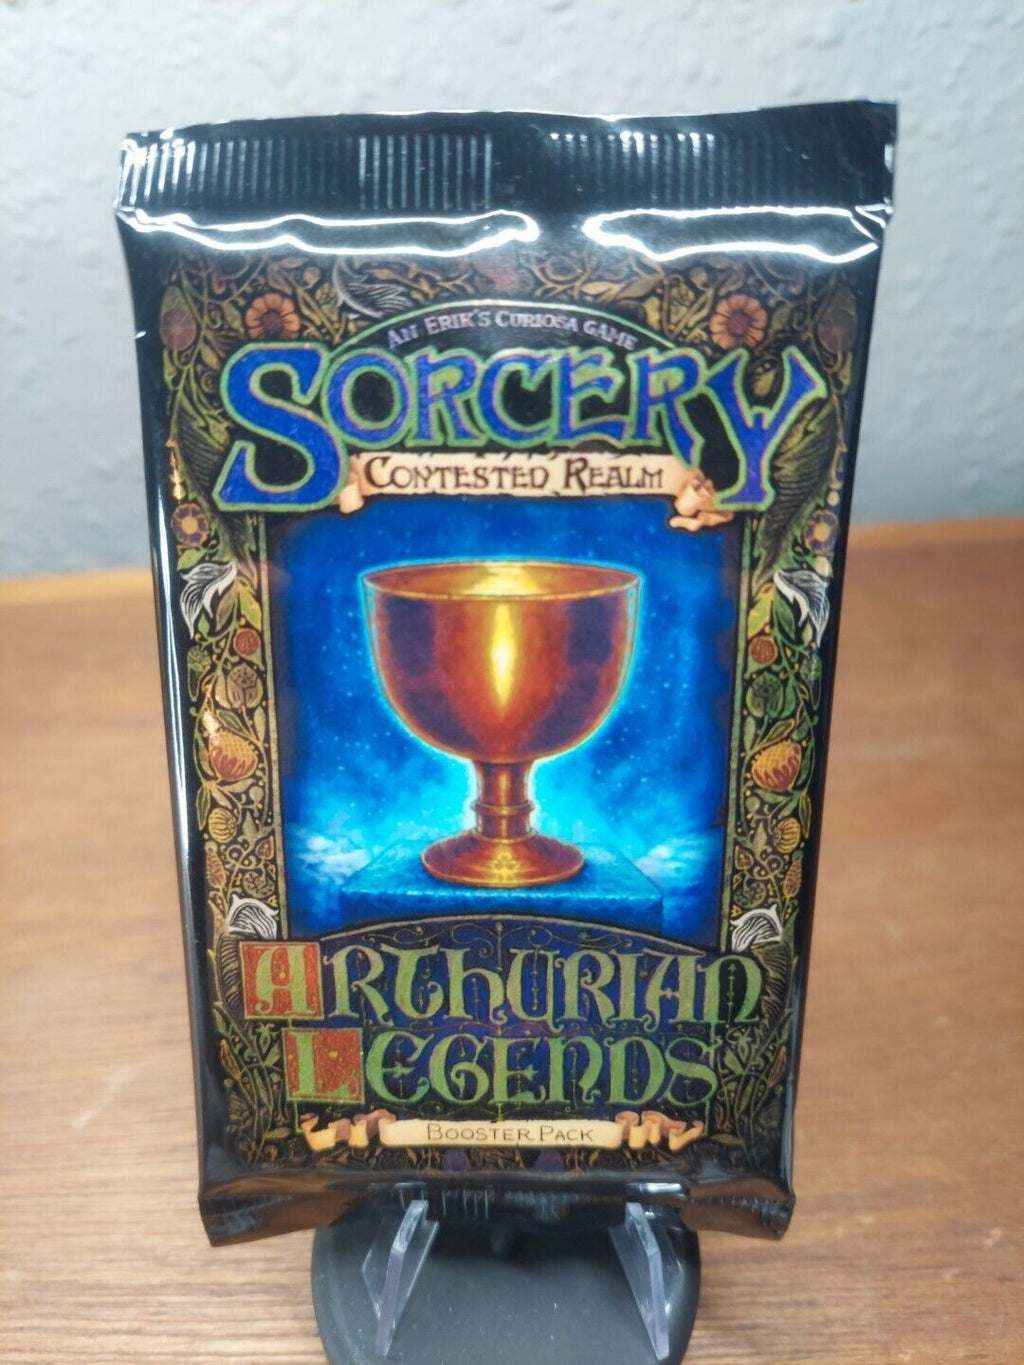 An Erik's Curiosa Game
Sorcery
Contested Realm
Arthurian
Legends
Booster Pack